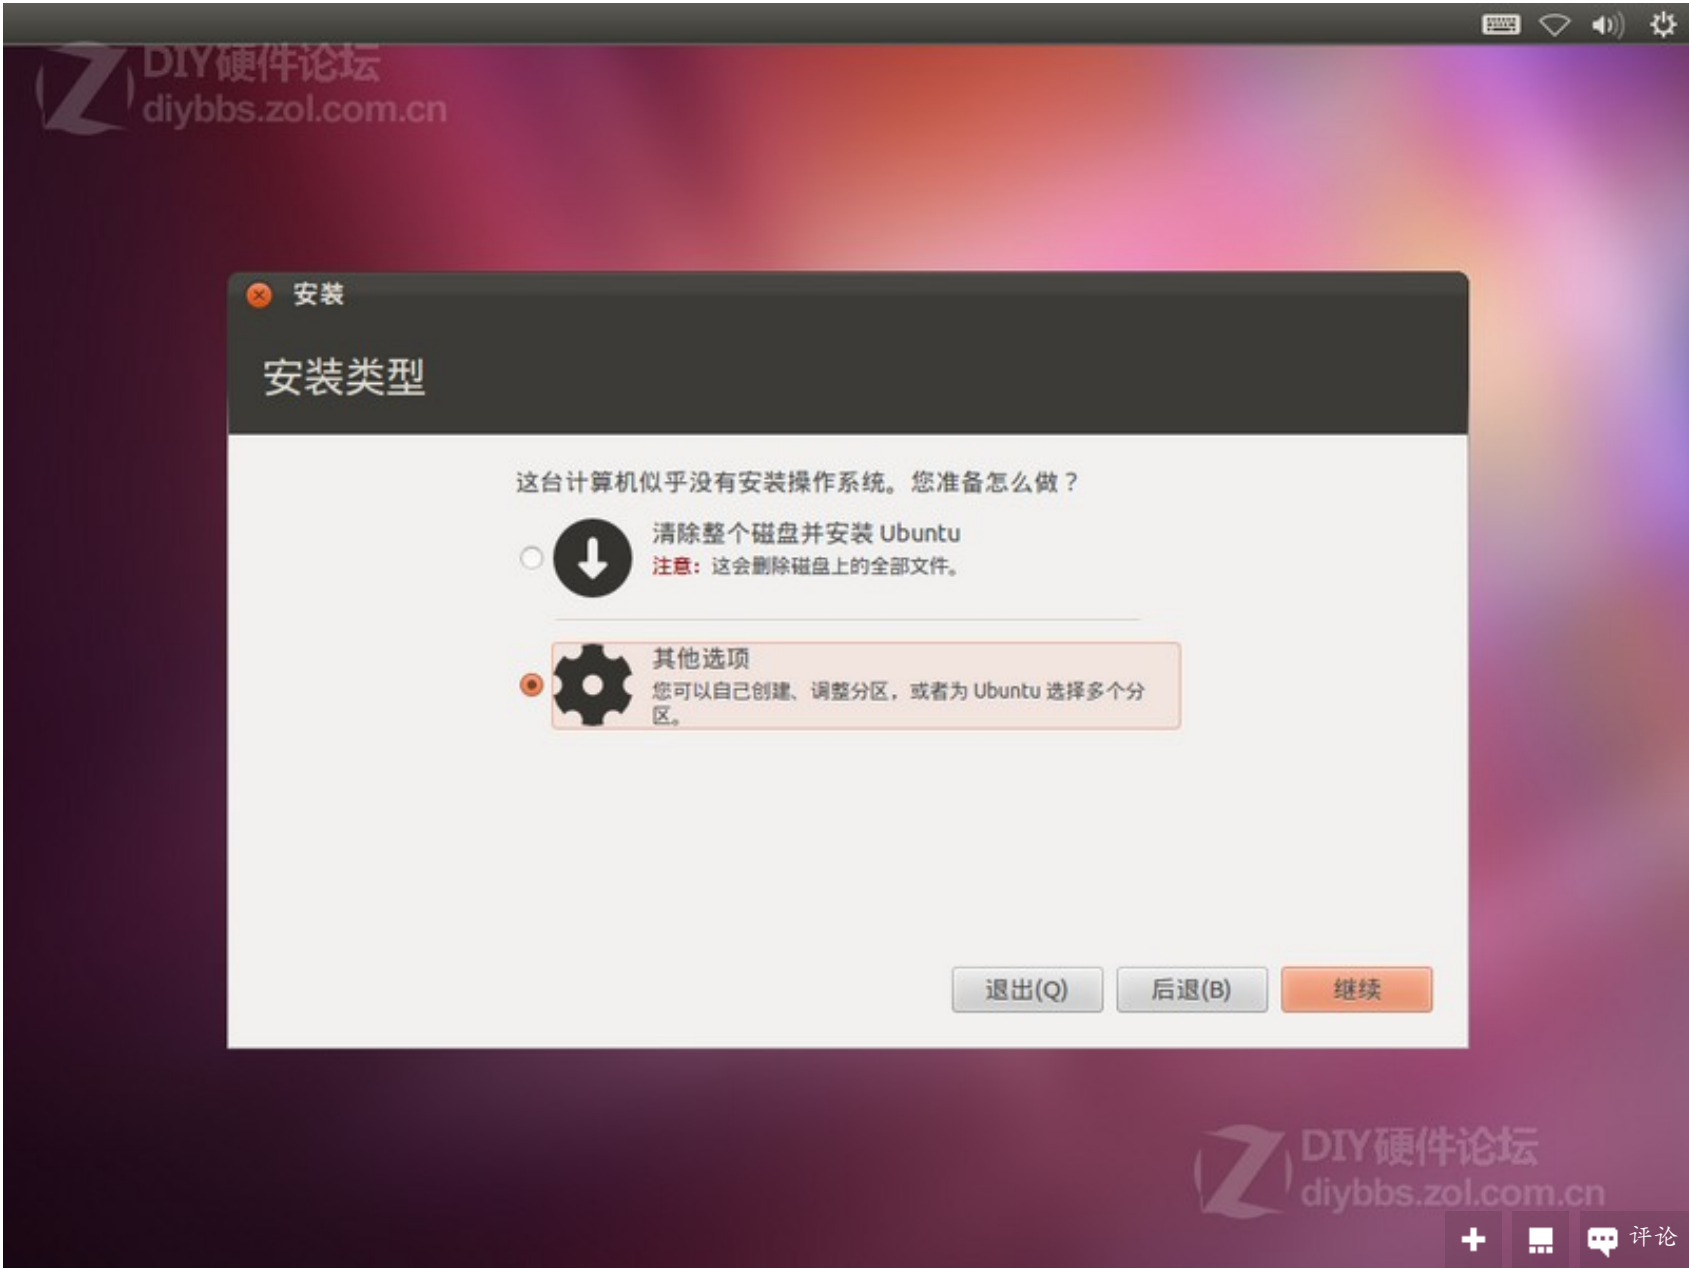 DIY硬件论坛
diybbs.zol.com.cn
安装
安装类型
这台计算机似乎没有安装操作系统。您准备怎么做？
清除整个磁盘并安装 Ubuntu
注意：这会删除磁盘上的全部文件。
其他选项
您可以自己创建、调整分区，或者为 Ubuntu 选择多个分
区。
退出(Q) 后退(B) 继续
DIY硬件论坛
diybbs.zol.com.cn
评论